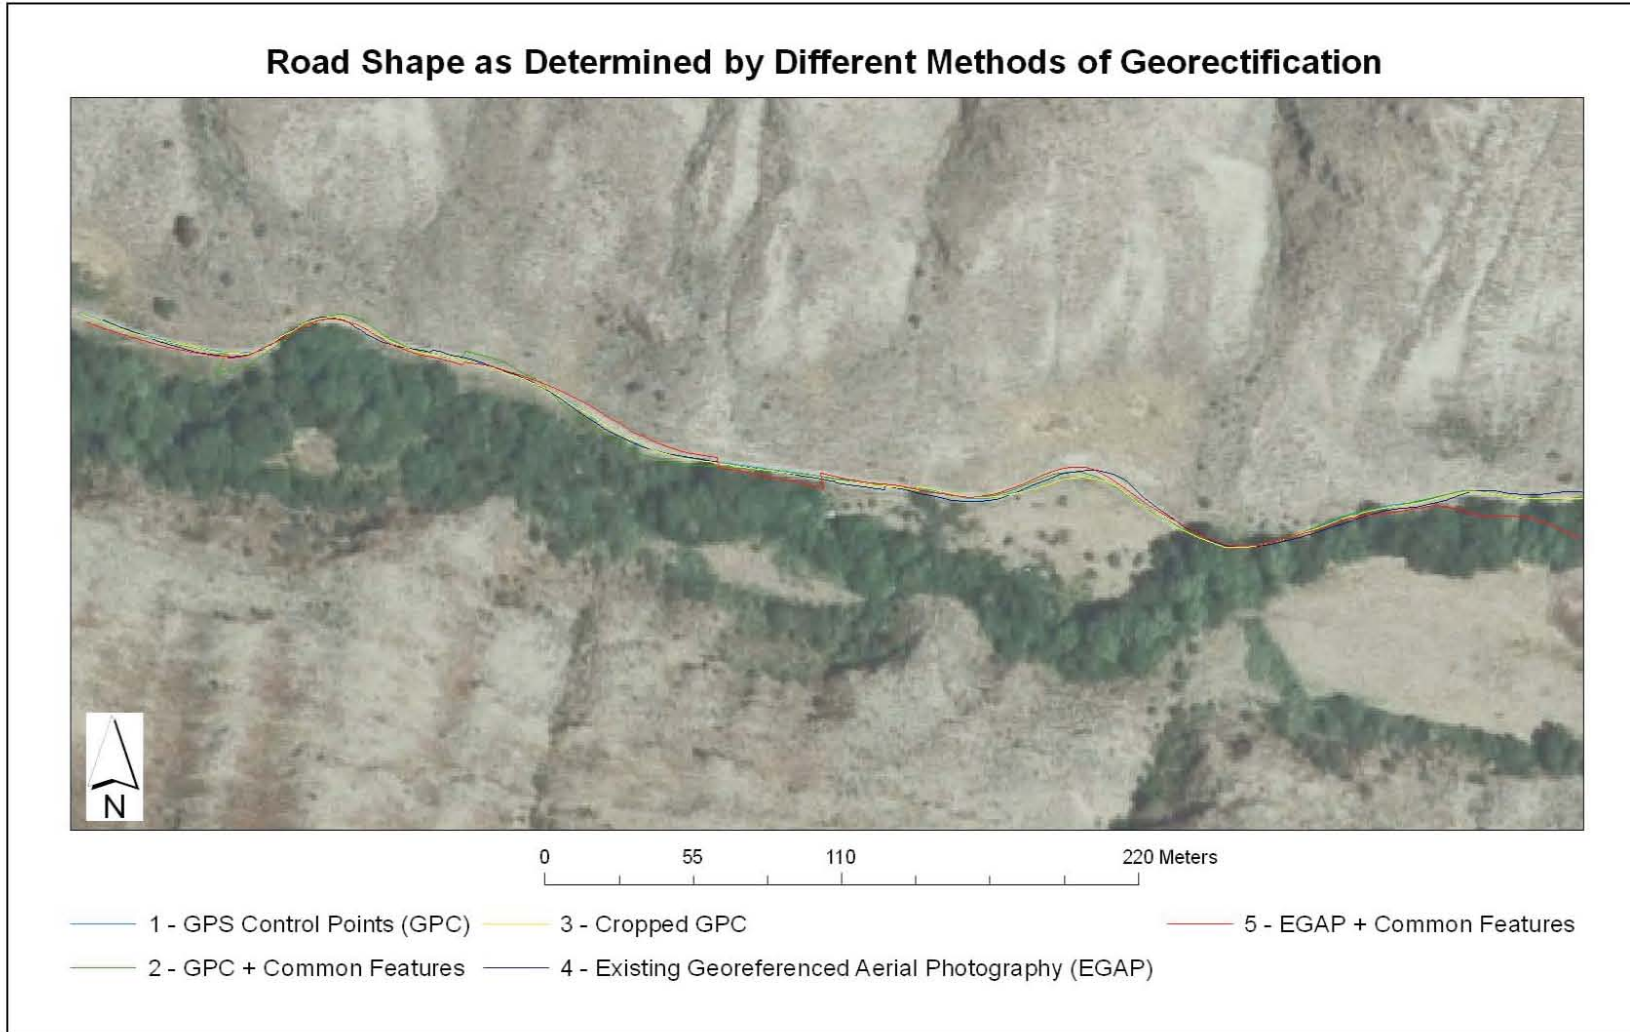 Road Shape as Determined by Different Methods of Georectification
N
0 55 110 220 Meters
1 - GPS Control Points (GPC) 3 - Cropped GPC 5 - EGAP + Common Features
2 - GPC + Common Features 4 - Existing Georeferenced Aerial Photography (EGAP)